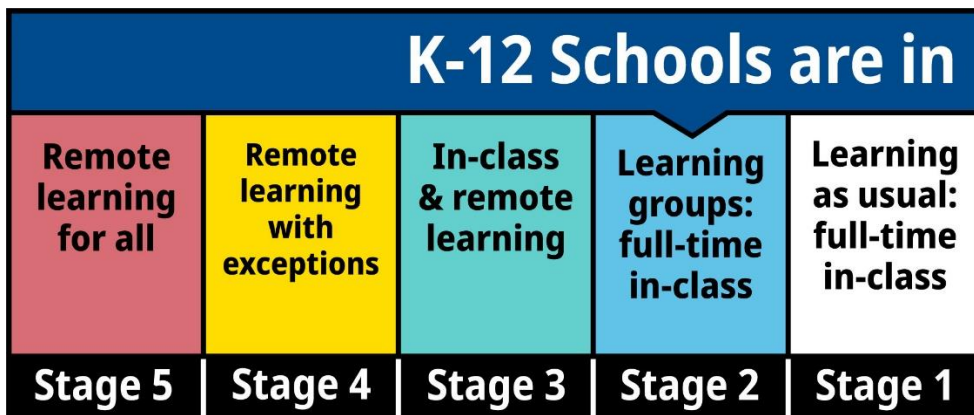 K-12 Schools are in
Remote
learning
for all
Remote
learning
with
exceptions
In-class
& remote
learning
Learning
groups:
full-time
in-class
Learning
as usual:
full-time
in-class
Stage 5
Stage 4
Stage 3
Stage 2
Stage 1